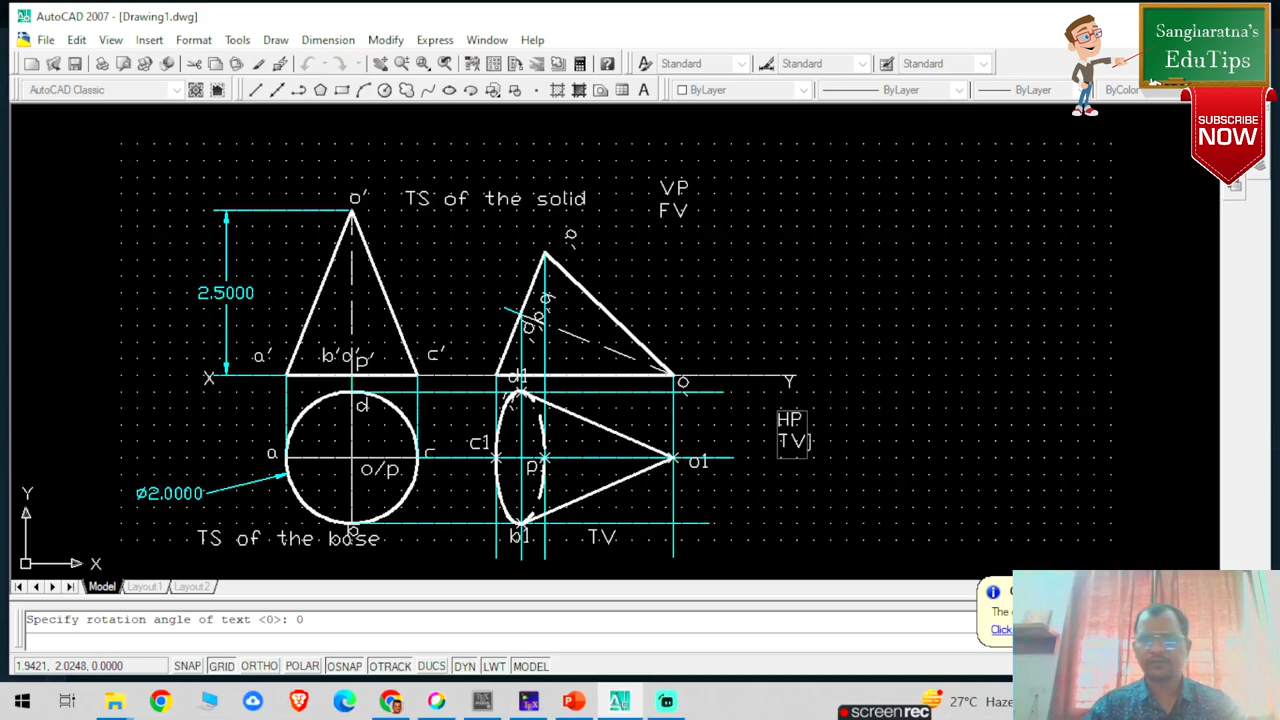 AutoCAD 2007 - [Drawing1.dwg]
File Edit View Insert Format Tools Draw Dimension Modify Express Window Help
Standard Standard Standard
AutoCAD Classic ByLayer ByLayer ByLayer ByColor
Sangharatna's
EduTips
SUBSCRIBE
NOW
o' TS of the solid VP
FV
o'
2.5000
a' b'd'p' c'
X Y
d1 o'
d
HP
TV
a c c1 p1 o1
o/p
Ø2.0000
b b1 TV
TS of the base
Y
X
Model Layout1 Layout2
Specify rotation angle of text <0>: 0
The
Click
1.9421, 2.0248, 0.0000 SNAP GRID ORTHO POLAR OSNAP OTRACK DUCS DYN LWT MODEL
27°C Haze
screenrec